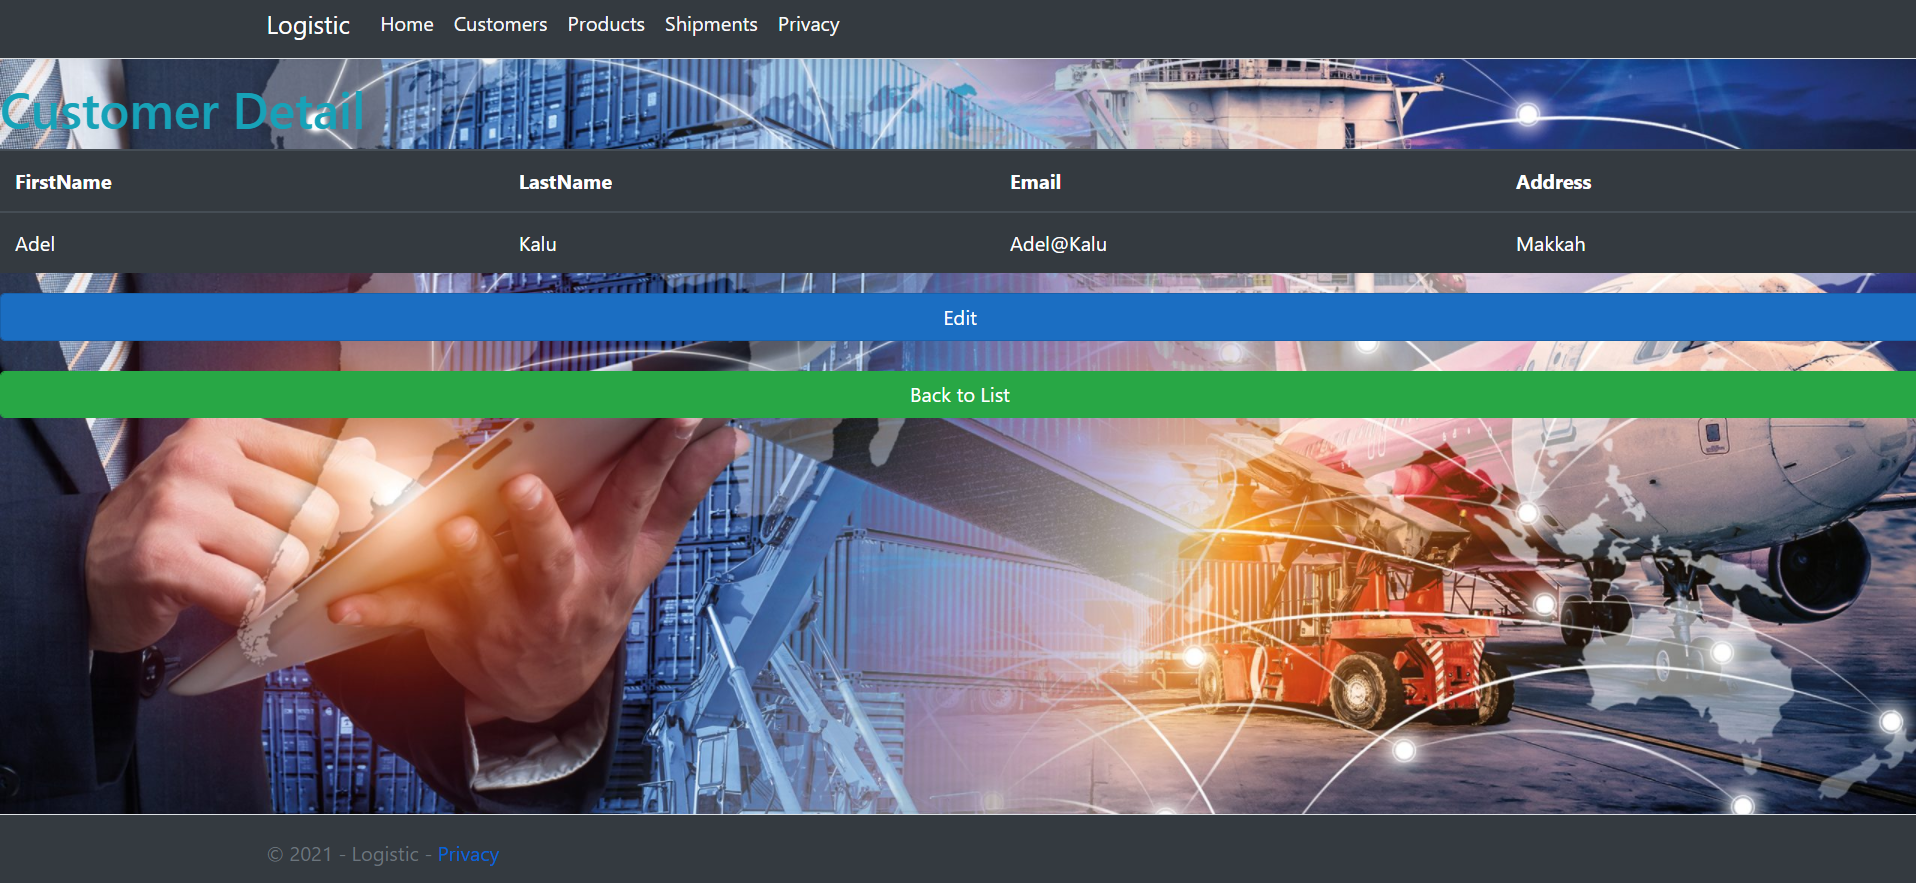 Logistic Home Customers Products Shipments Privacy
Customer Detail
FirstName LastName Email Address
Adel Kalu Adel@Kalu Makkah
Edit
Back to List
© 2021 - Logistic - Privacy